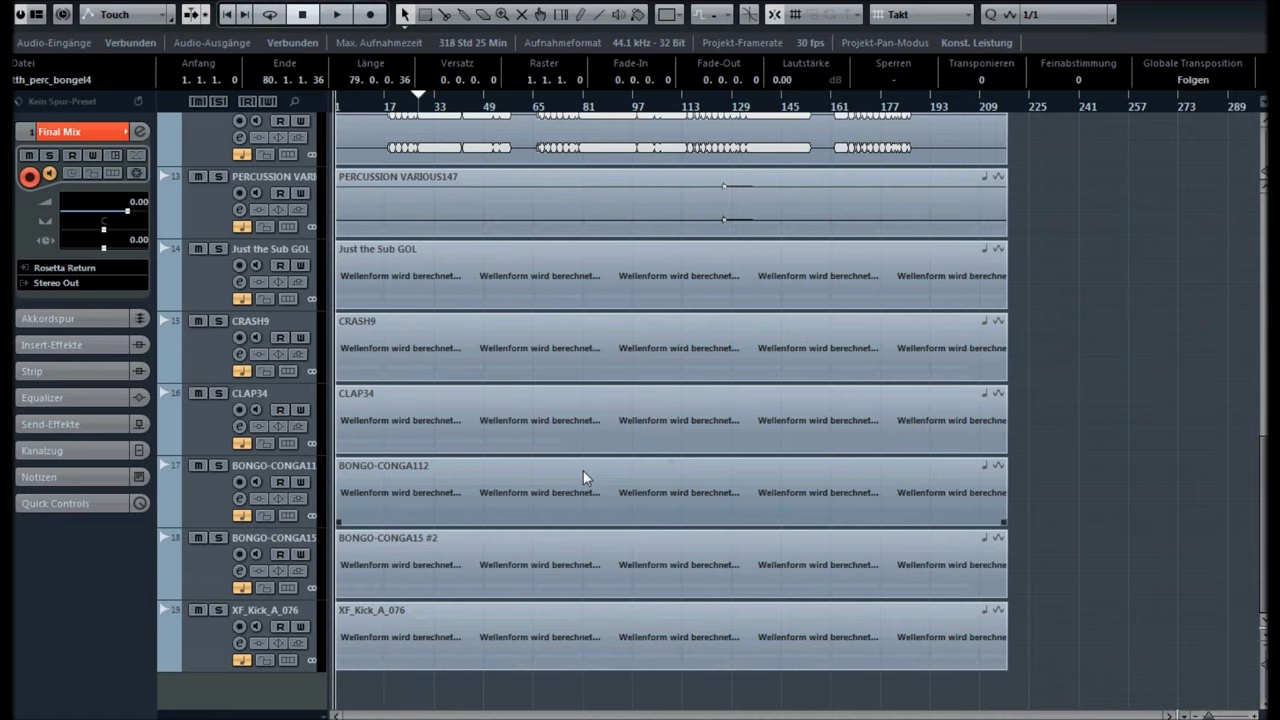 Touch Takt Q 1/1
Audio-Eingänge Verbunden Audio-Ausgänge Verbunden Max. Aufnahmezeit 318 Std 25 Min Aufnahmeformat 44.1 kHz - 32 Bit Projekt-Framerate 30 fps Projekt-Pan-Modus Konst. Leistung
Datei Anfang Ende Länge Versatz Raster Fade-In Fade-Out Lautstärke Sperren Transponieren Feinabstimmung Globale Transposition
tth_perc_bongel4 1. 1. 1. 0 80. 1. 1. 36 79. 0. 0. 36 0. 0. 0. 0 1. 1. 1. 0 0. 0. 0. 0 0. 0. 0. 0 0.00 dB - 0 0 Folgen
Kein Spur-Preset
1 17 33 49 65 81 97 113 129 145 161 177 193 209 225 241 257 273 289
1 Final Mix
M S R W
0.00
C
0.00
Rosetta Return
Stereo Out
Akkordspur
Insert-Effekte
Strip
Equalizer
Send-Effekte
Kanalzug
Notizen
Quick Controls
R W
13 M S PERCUSSION VARI PERCUSSION VARIOUS147
R W
14 M S Just the Sub GOL Just the Sub GOL
R W Wellenform wird berechnet... Wellenform wird berechnet... Wellenform wird berechnet... Wellenform wird berechnet... Wellenform wird berechne
15 M S CRASH9 CRASH9
R W Wellenform wird berechnet... Wellenform wird berechnet... Wellenform wird berechnet... Wellenform wird berechnet... Wellenform wird berechne
16 M S CLAP34 CLAP34
R W Wellenform wird berechnet... Wellenform wird berechnet... Wellenform wird berechnet... Wellenform wird berechnet... Wellenform wird berechne
17 M S BONGO-CONGA11 BONGO-CONGA112
R W Wellenform wird berechnet... Wellenform wird berechnet... Wellenform wird berechnet... Wellenform wird berechnet... Wellenform wird berechne
18 M S BONGO-CONGA15 BONGO-CONGA15 #2
R W Wellenform wird berechnet... Wellenform wird berechnet... Wellenform wird berechnet... Wellenform wird berechnet... Wellenform wird berechne
19 M S XF_Kick_A_076 XF_Kick_A_076
R W Wellenform wird berechnet... Wellenform wird berechnet... Wellenform wird berechnet... Wellenform wird berechnet... Wellenform wird berechne